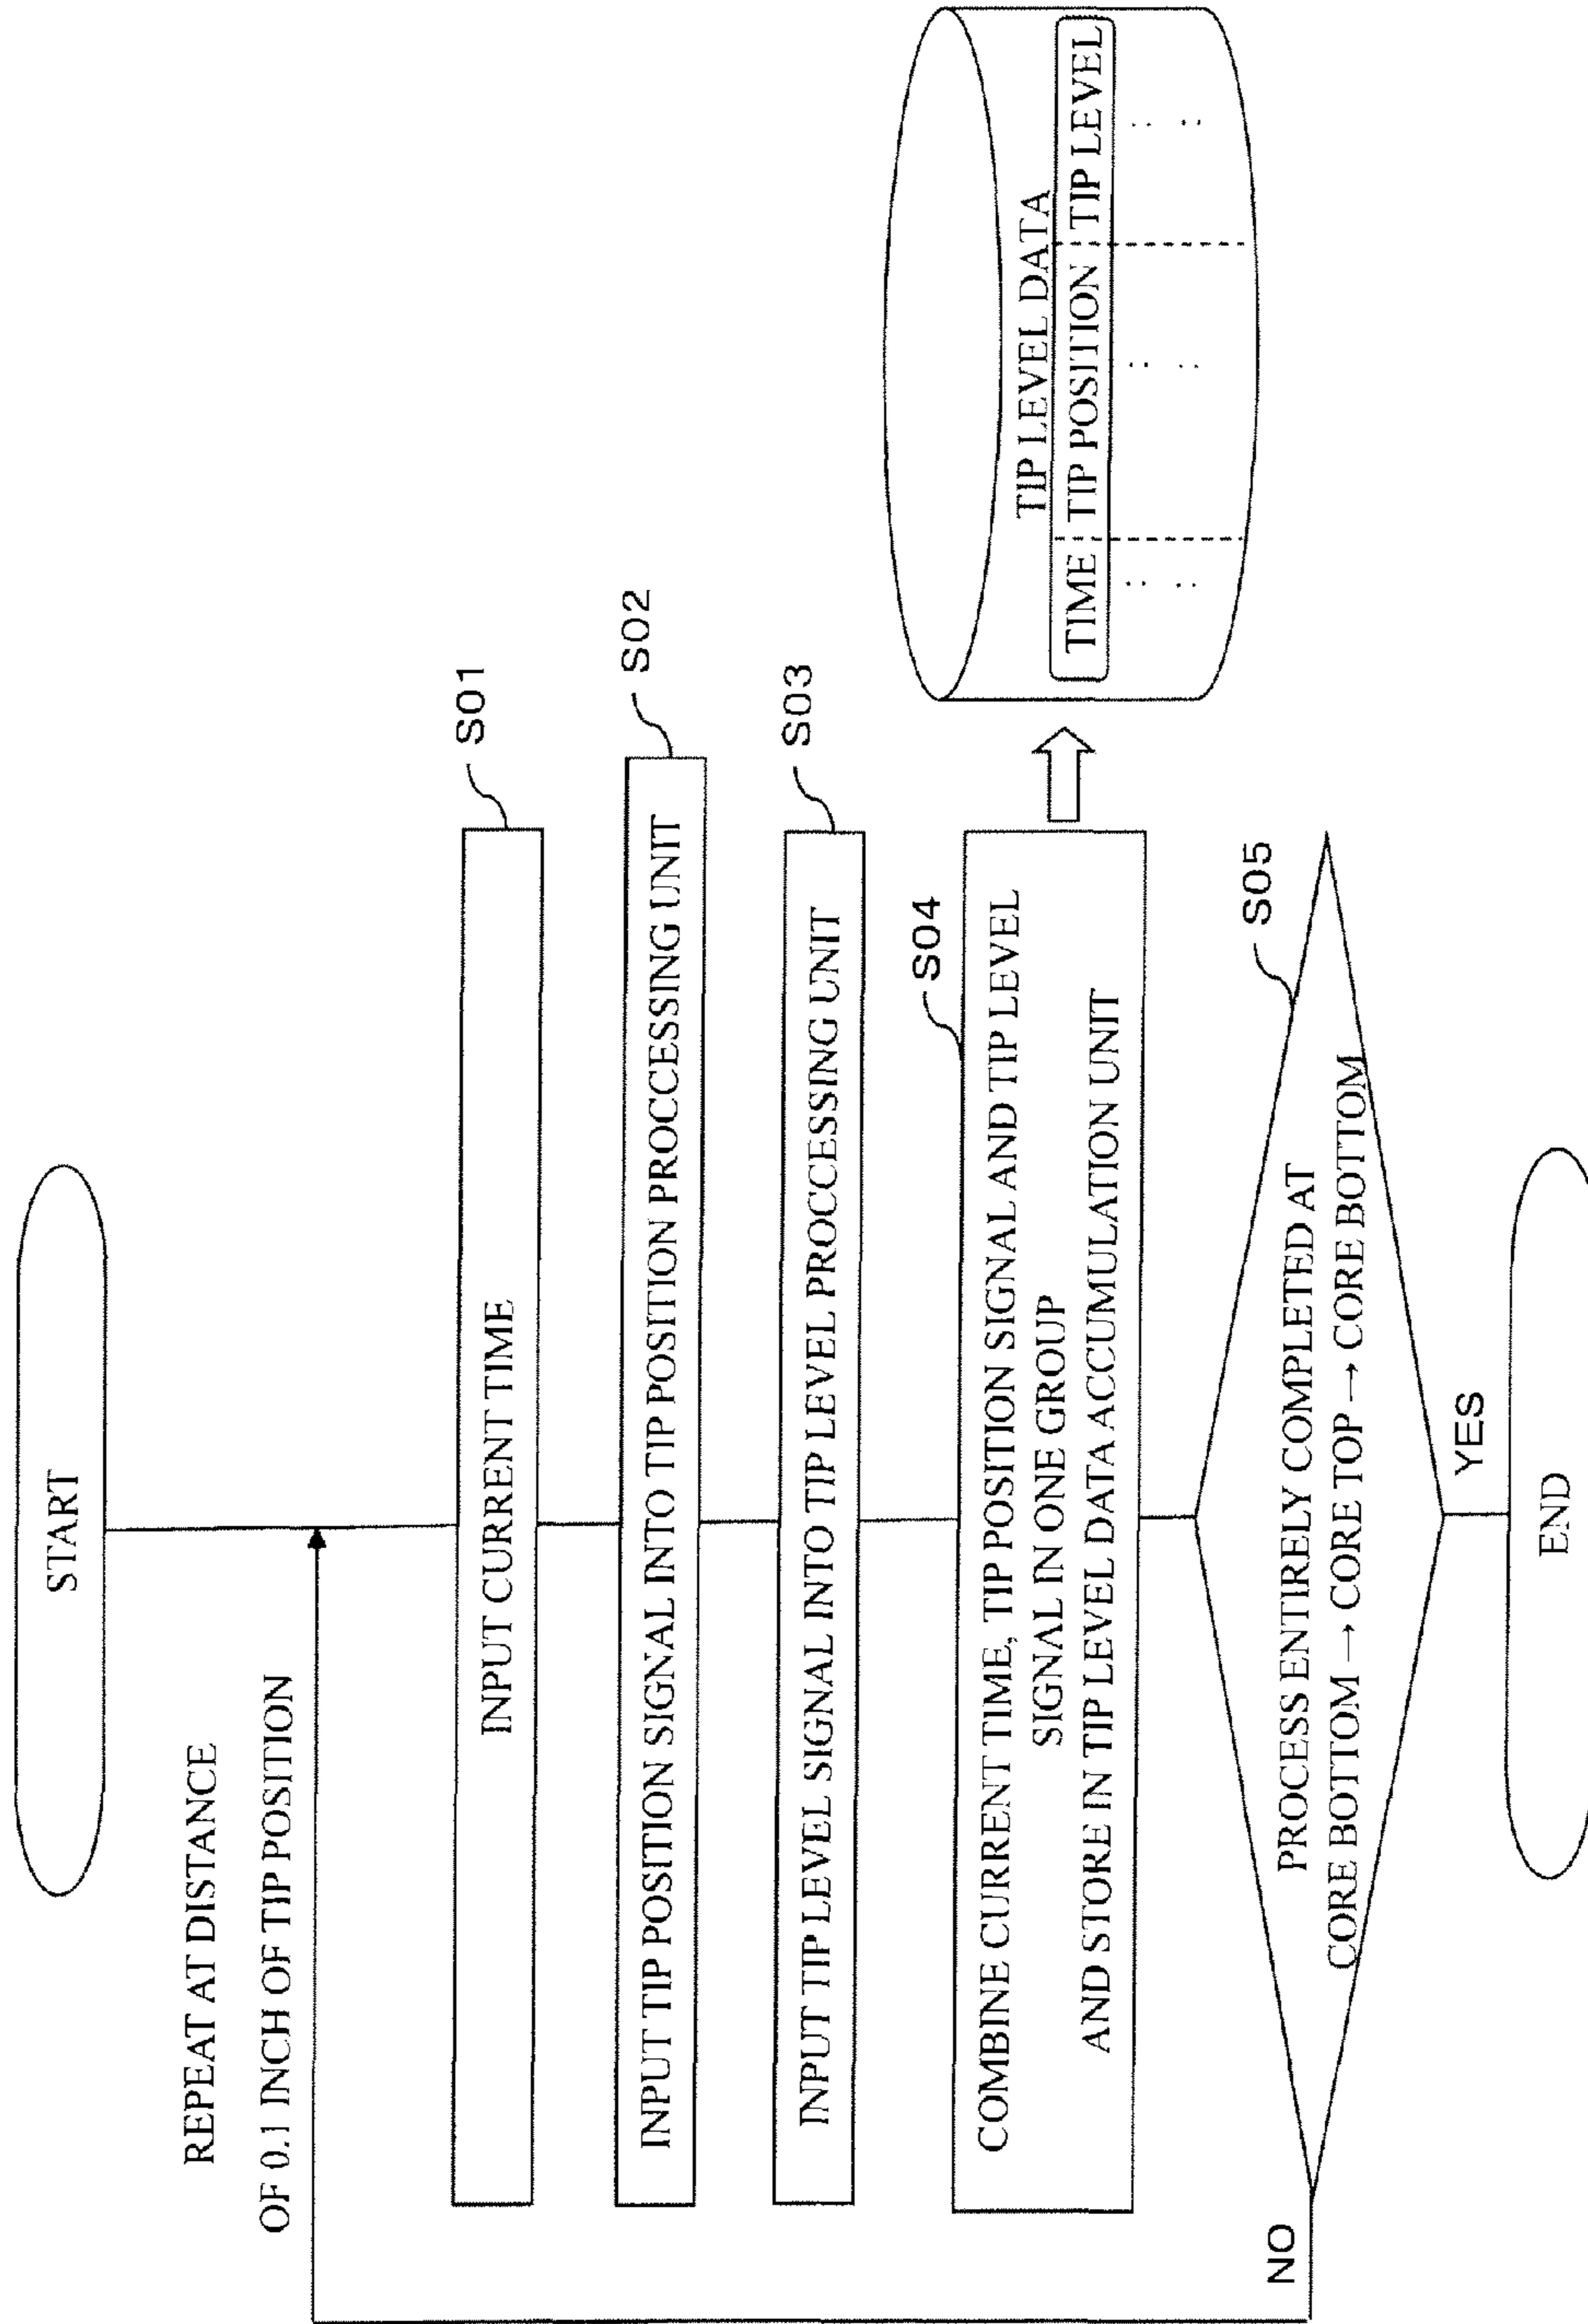 START
REPEAT AT DISTANCE
OF 0.1 INCH OF TIP POSITION
INPUT CURRENT TIME
S01
INPUT TIP POSITION SIGNAL INTO TIP POSITION PROCCESSING UNIT
S02
INPUT TIP LEVEL SIGNAL INTO TIP LEVEL PROCCESSING UNIT
S03
S04
COMBINE CURRENT TIME, TIP POSITION SIGNAL AND TIP LEVEL
SIGNAL IN ONE GROUP
AND STORE IN TIP LEVEL DATA ACCUMULATION UNIT
TIP LEVEL DATA
TIME TIP POSITION TIP LEVEL
S05
PROCESS ENTIRELY COMPLETED AT
CORE BOTTOM → CORE TOP → CORE BOTTOM
NO
YES
END